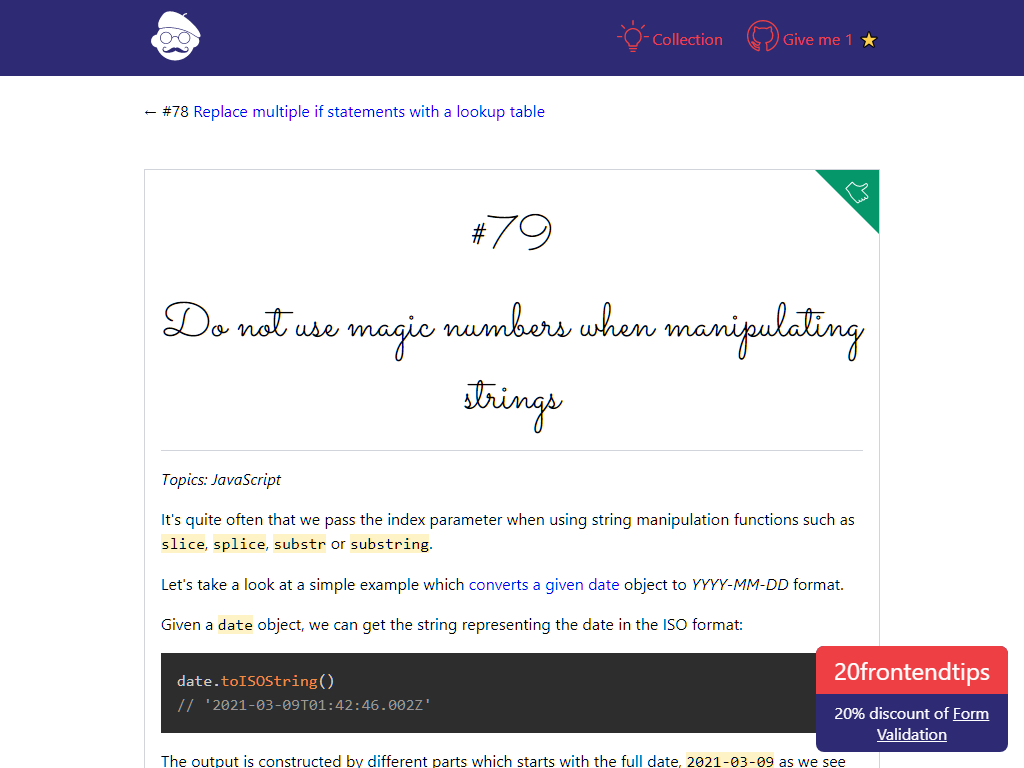 Collection
Give me 1 ⭐
← #78 Replace multiple if statements with a lookup table
#79
Do not use magic numbers when manipulating
strings
Topics: JavaScript
It's quite often that we pass the index parameter when using string manipulation functions such as
slice, splice, substr or substring.
Let's take a look at a simple example which converts a given date object to YYYY-MM-DD format.
Given a date object, we can get the string representing the date in the ISO format:
date.toISOString()
// '2021-03-09T01:42:46.002Z'
The output is constructed by different parts which starts with the full date, 2021-03-09 as we see
20frontendtips
20% discount of Form
Validation